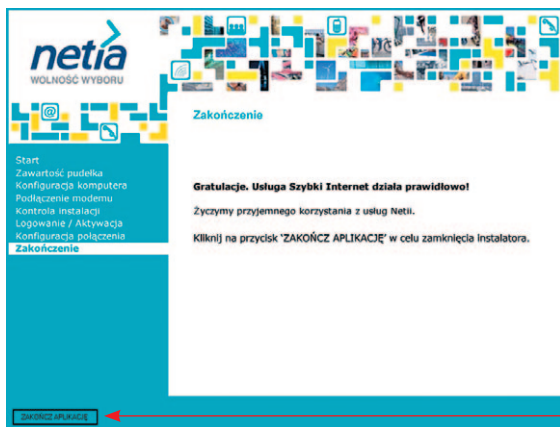 netia
WOLNOŚĆ WYBORU
@
Zakończenie
Start
Zawartość pudełka
Konfiguracja komputera
Podłączenie modemu
Kontrola instalacji
Logowanie / Aktywacja
Konfiguracja połączenia
Zakończenie
Gratulacje. Usługa Szybki Internet działa prawidłowo!
Życzymy przyjemnego korzystania z usług Netii.
Kliknij na przycisk 'ZAKOŃCZ APLIKACJĘ' w celu zamknięcia instalatora.
ZAKOŃCZ APLIKACJĘ